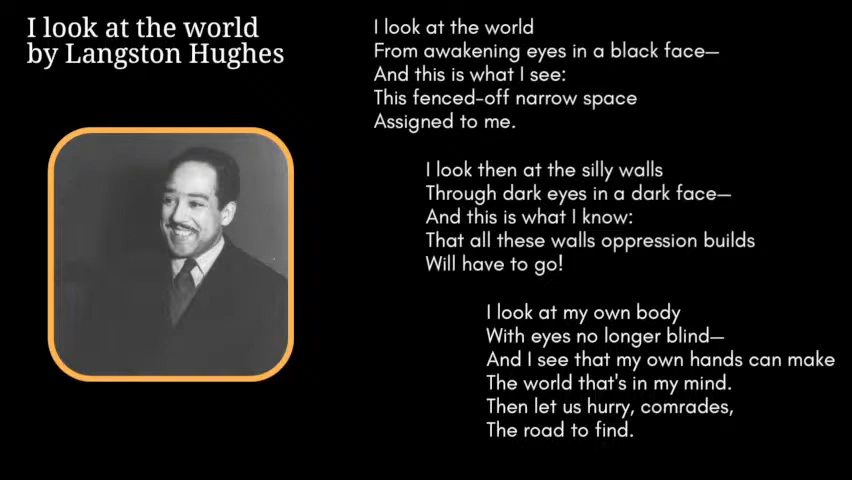 I look at the world
by Langston Hughes
I look at the world
From awakening eyes in a black face—
And this is what I see:
This fenced-off narrow space
Assigned to me.
I look then at the silly walls
Through dark eyes in a dark face—
And this is what I know:
That all these walls oppression builds
Will have to go!
I look at my own body
With eyes no longer blind—
And I see that my own hands can make
The world that's in my mind.
Then let us hurry, comrades,
The road to find.